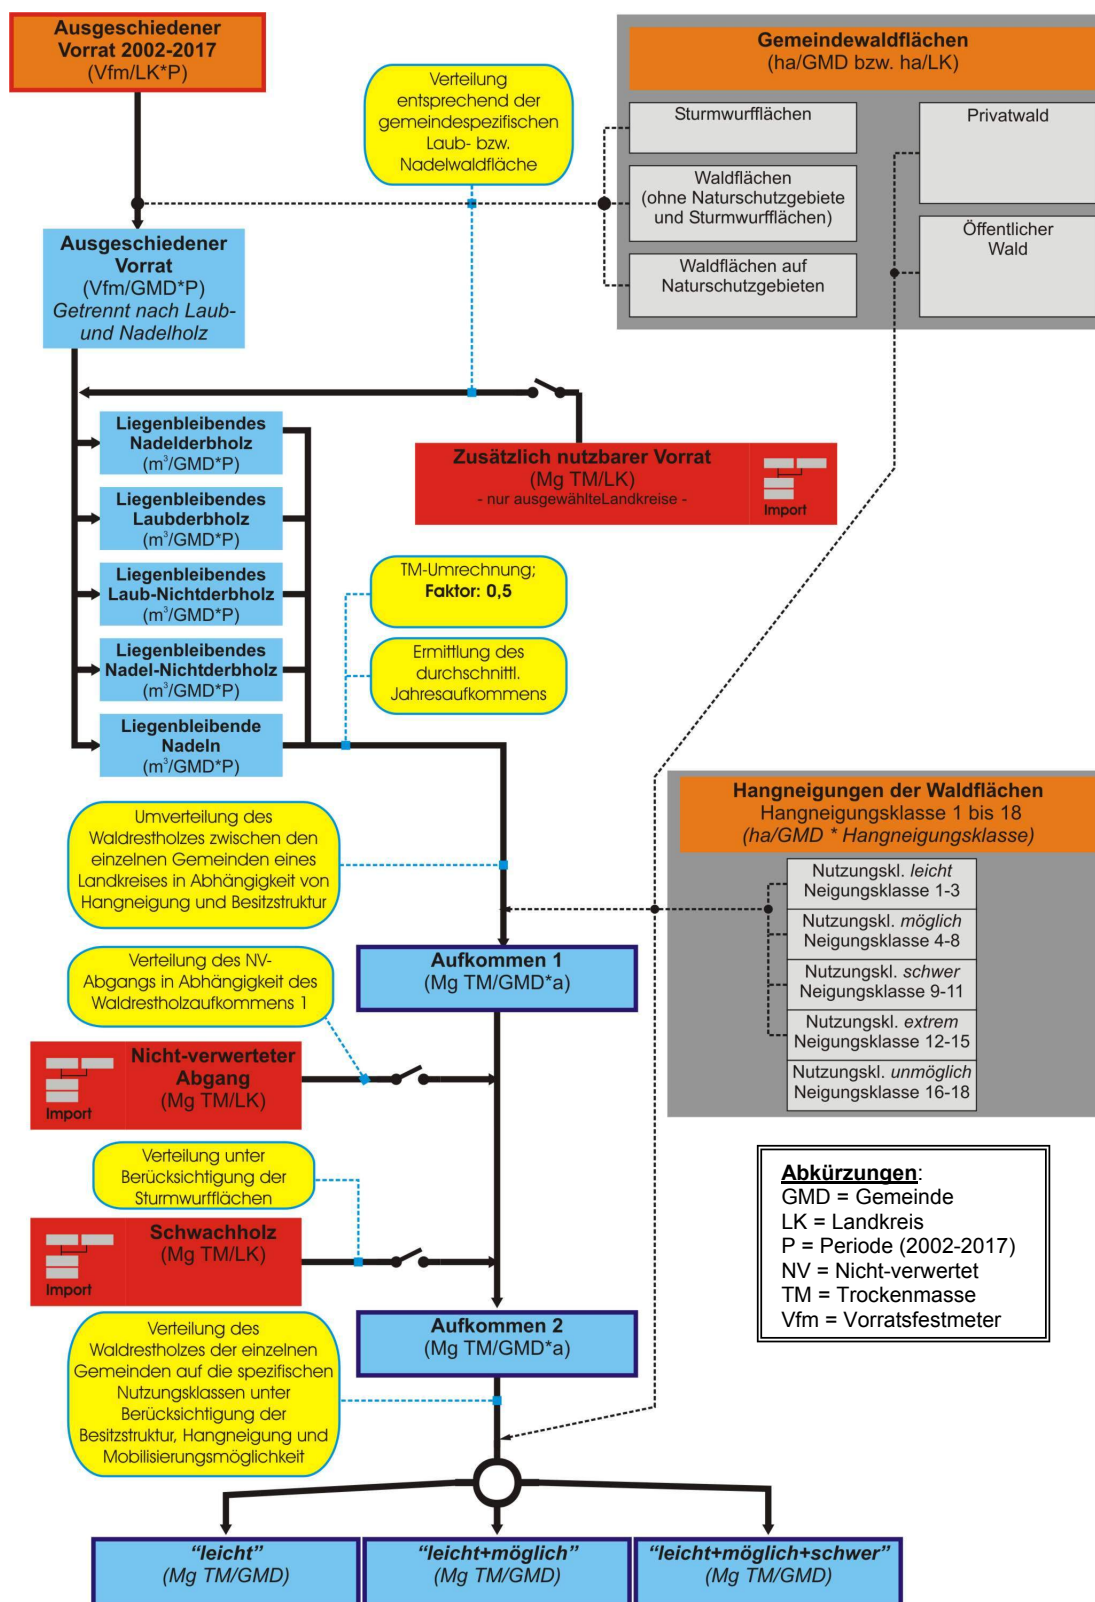 Ausgeschiedener
Vorrat 2002-2017
(Vfm/LK*P)
Verteilung
entsprechend der
gemeindespezifischen
Laub- bzw.
Nadelwaldfläche
Gemeindewaldflächen
(ha/GMD bzw. ha/LK)
Sturmwurfflächen
Waldflächen
(ohne Naturschutzgebiete
und Sturmwurfflächen)
Waldflächen auf
Naturschutzgebieten
Privatwald
Öffentlicher
Wald
Ausgeschiedener
Vorrat
(Vfm/GMD*P)
Getrennt nach Laub-
und Nadelholz
Liegenbleibendes
Nadelderbholz
(m³/GMD*P)
Zusätzlich nutzbarer Vorrat
(Mg TM/LK)
- nur ausgewählteLandkreise -
Import
Liegenbleibendes
Laubderbholz
(m³/GMD*P)
Liegenbleibendes
Laub-Nichtderbholz
(m³/GMD*P)
TM-Umrechnung;
Faktor: 0,5
Liegenbleibendes
Nadel-Nichtderbholz
(m³/GMD*P)
Ermittlung des
durchschnittl.
Jahresaufkommens
Liegenbleibende
Nadeln
(m³/GMD*P)
Umverteilung des
Waldrestholzes zwischen den
einzelnen Gemeinden eines
Landkreises in Abhängigkeit von
Hangneigung und Besitzstruktur
Hangneigungen der Waldflächen
Hangneigungsklasse 1 bis 18
(ha/GMD * Hangneigungsklasse)
Nutzungskl. leicht
Neigungsklasse 1-3
Nutzungskl. möglich
Neigungsklasse 4-8
Nutzungskl. schwer
Neigungsklasse 9-11
Nutzungskl. extrem
Neigungsklasse 12-15
Nutzungskl. unmöglich
Neigungsklasse 16-18
Verteilung des NV-
Abgangs in Abhängigkeit des
Waldrestholzaufkommens 1
Aufkommen 1
(Mg TM/GMD*a)
Import
Nicht-verwerteter
Abgang
(Mg TM/LK)
Verteilung unter
Berücksichtigung der
Sturmwurfflächen
Import
Schwachholz
(Mg TM/LK)
Abkürzungen:
GMD = Gemeinde
LK = Landkreis
P = Periode (2002-2017)
NV = Nicht-verwertet
TM = Trockenmasse
Vfm = Vorratsfestmeter
Verteilung des
Waldrestholzes der einzelnen
Gemeinden auf die spezifischen
Nutzungsklassen unter
Berücksichtigung der
Besitzstruktur, Hangneigung und
Mobilisierungsmöglichkeit
Aufkommen 2
(Mg TM/GMD*a)
"leicht"
(Mg TM/GMD)
"leicht+möglich"
(Mg TM/GMD)
"leicht+möglich+schwer"
(Mg TM/GMD)